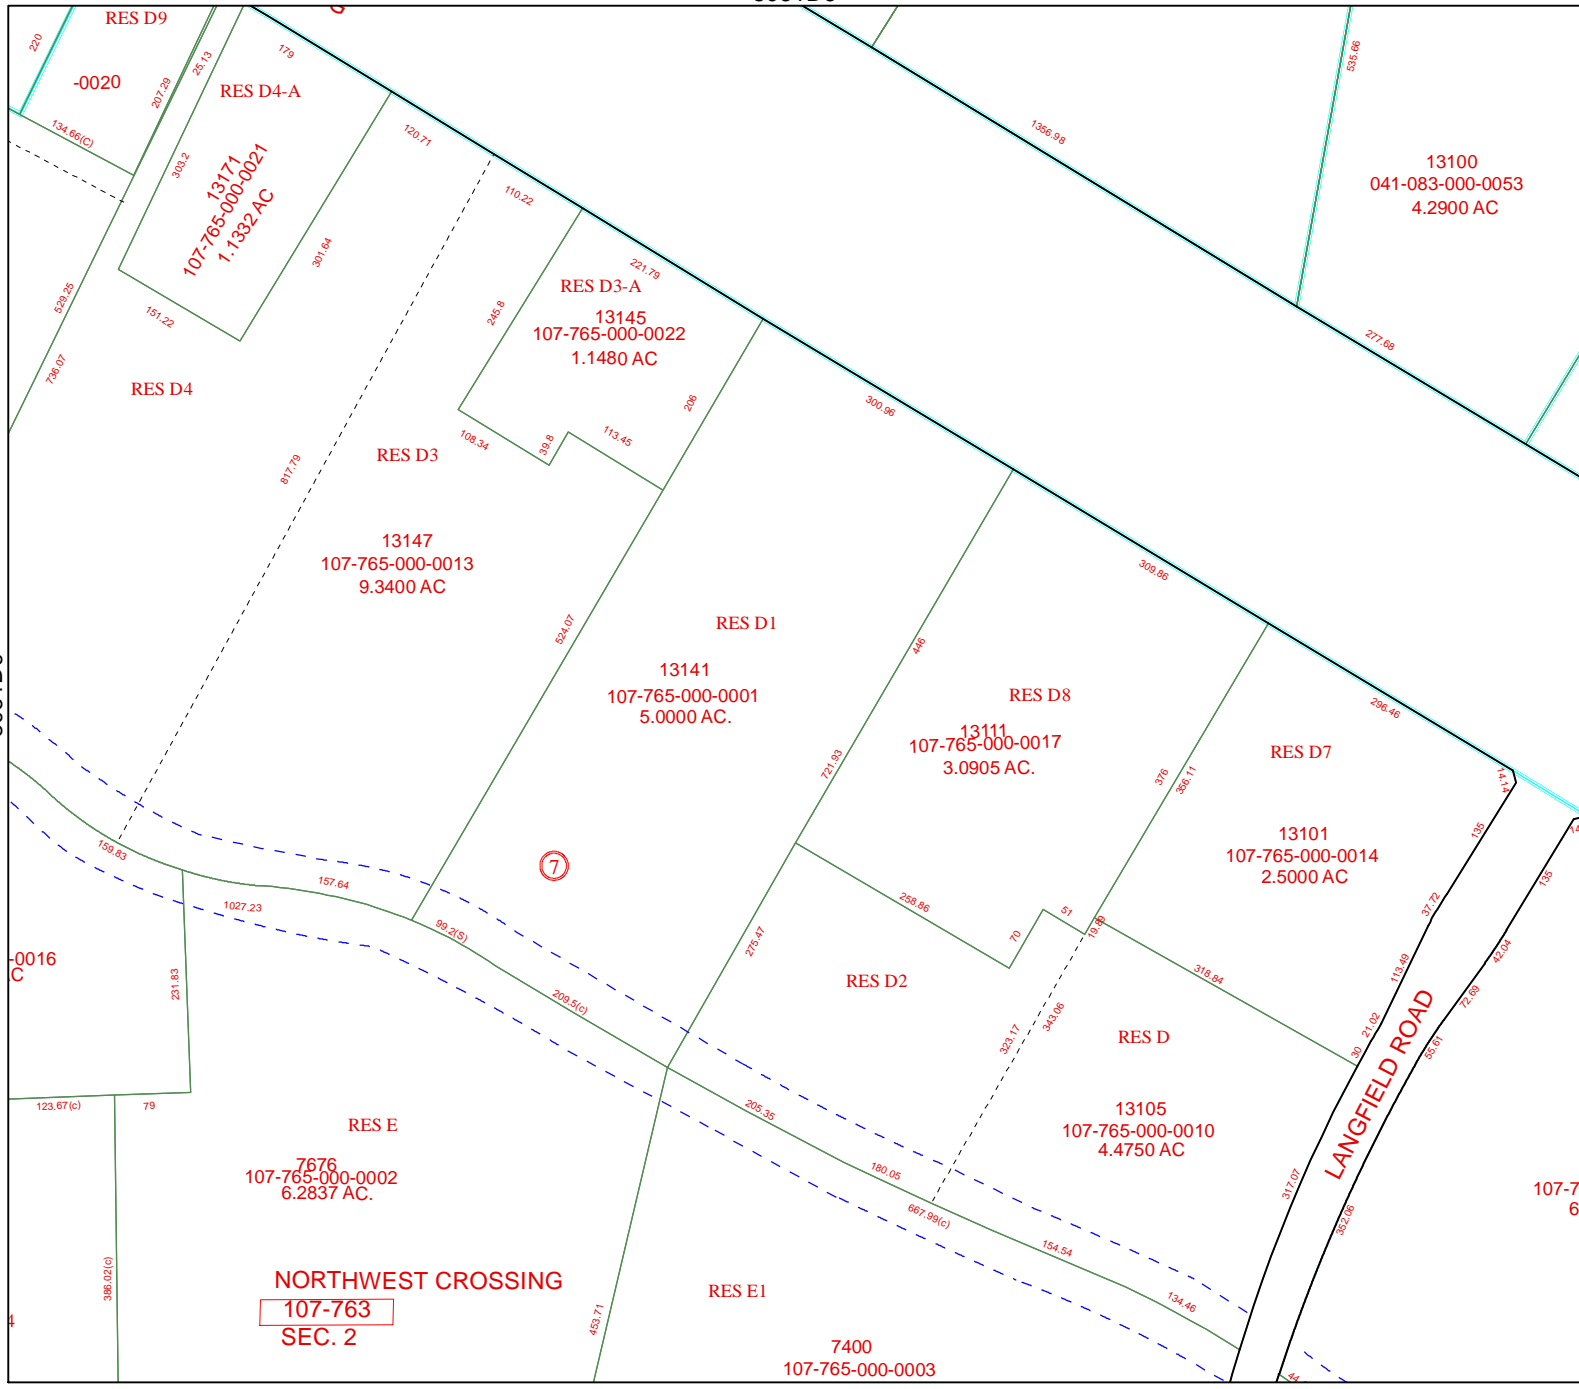 RES D9
-0020
220
25.13
207.29
134.66(C)
179
RES D4-A
13171
107-765-000-0021
1.1332 AC
303.2
301.64
151.22
120.71
110.22
529.25
736.07
RES D4
817.79
RES D3-A
13145
107-765-000-0022
1.1480 AC
221.79
245.8
206
108.34
39.8
113.45
RES D3
13147
107-765-000-0013
9.3400 AC
524.07
1356.98
535.66
13100
041-083-000-0053
4.2900 AC
277.68
300.96
RES D1
13141
107-765-000-0001
5.0000 AC.
446
721.93
309.86
RES D8
13111
107-765-000-0017
3.0905 AC.
376
356.11
296.46
RES D7
13101
107-765-000-0014
2.5000 AC
14.14
135
37.72
113.49
21.02
30
135
42.04
72.69
55.61
7
159.83
157.64
1027.23
99.2(S)
209.5(c)
275.47
258.86
70
51
19.89
318.84
RES D2
323.17
343.06
RES D
13105
107-765-000-0010
4.4750 AC
LANGFIELD ROAD
317.07
352.06
-0016
C
231.83
123.67(c)
79
RES E
7676
107-765-000-0002
6.2837 AC.
205.35
180.05
667.99(c)
154.54
134.46
386.02(c)
453.71
NORTHWEST CROSSING
107-763
SEC. 2
RES E1
7400
107-765-000-0003
107-7
6
44